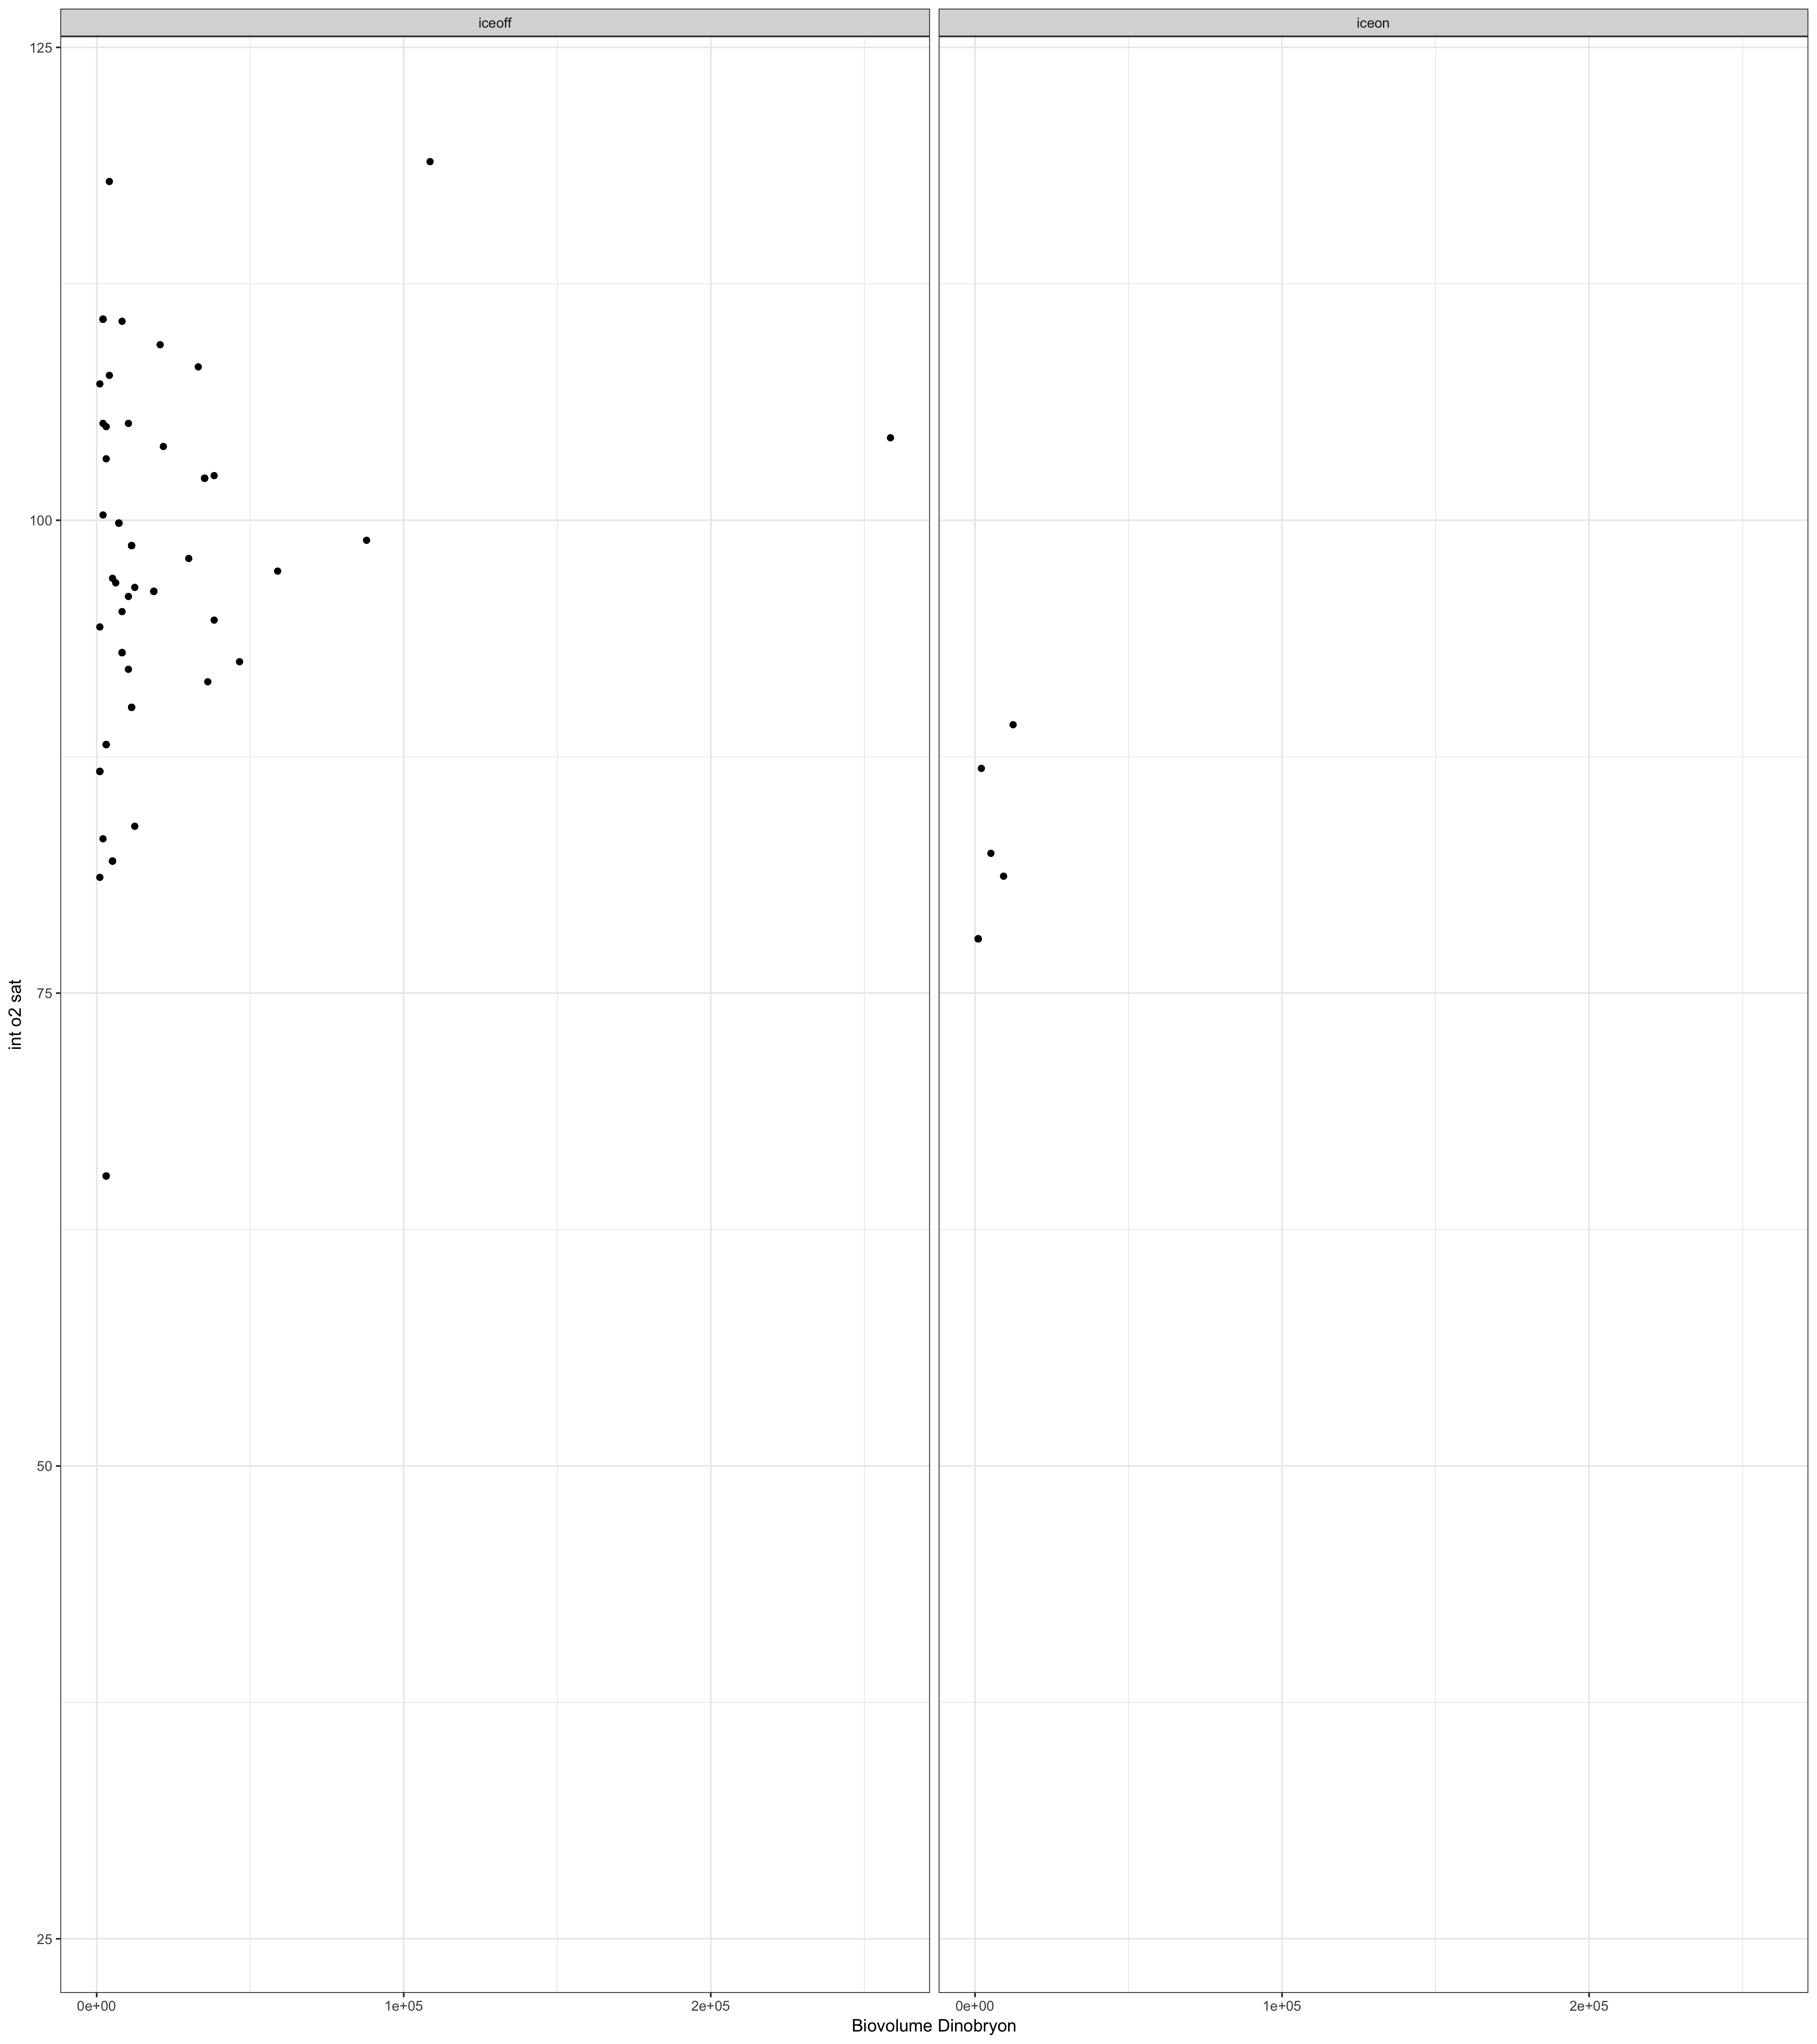 iceoff iceon
125
100
75
50
25
int o2 sat
0e+00 1e+05 2e+05 0e+00 1e+05 2e+05
Biovolume Dinobryon